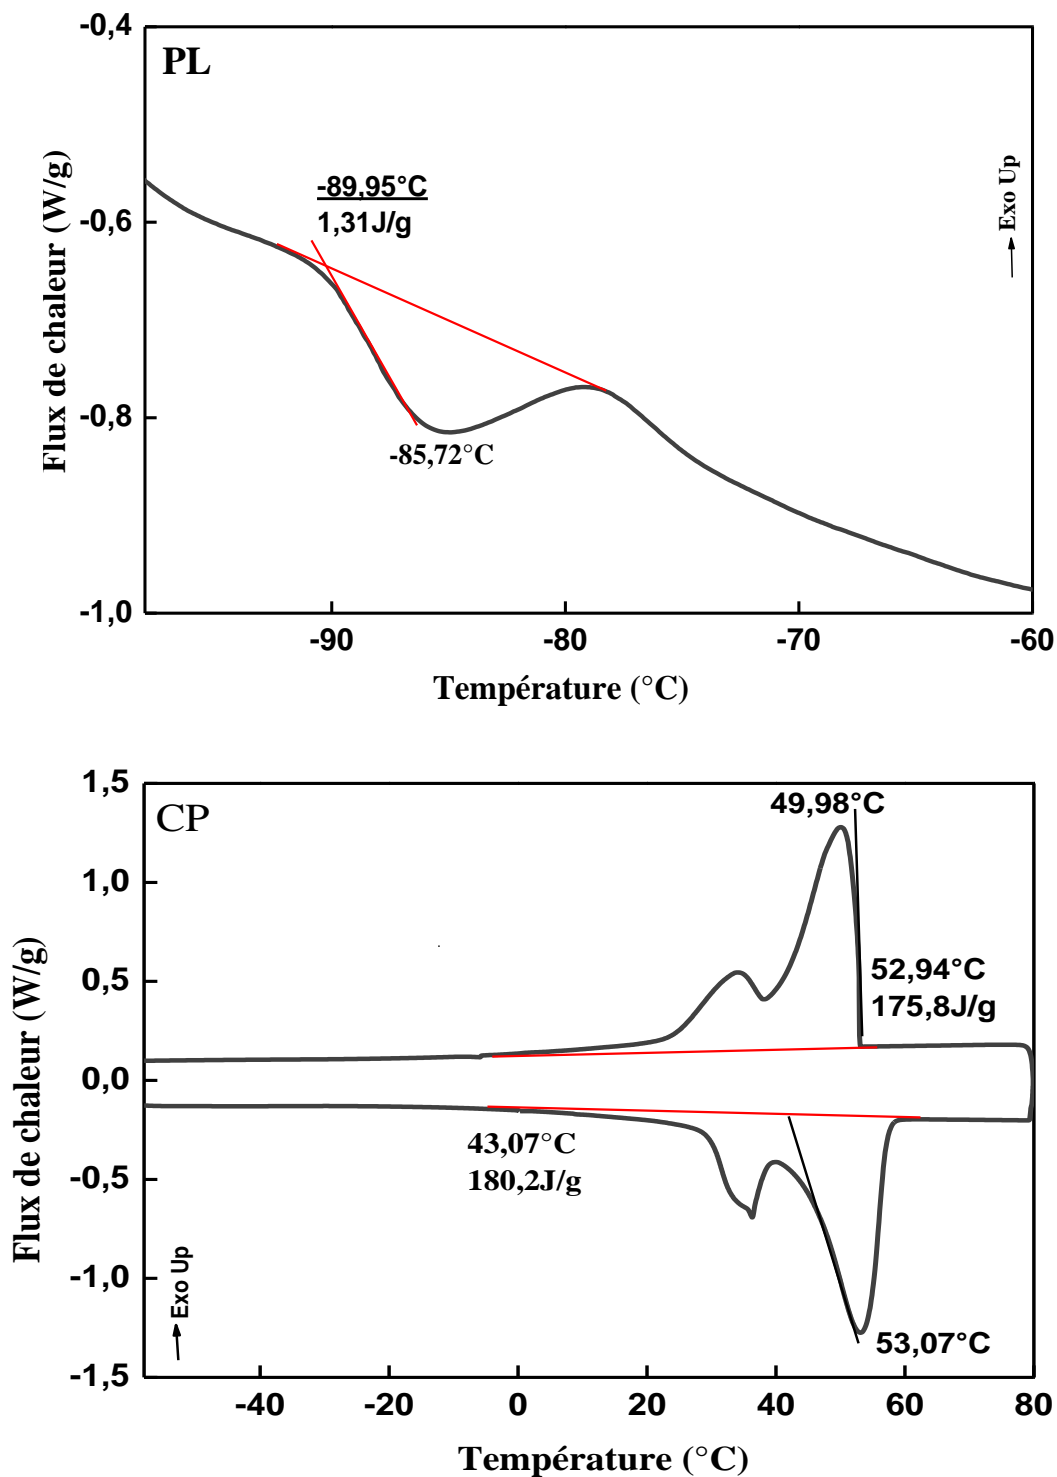 -0,4
PL
Flux de chaleur (W/g)
-89,95°C
1,31J/g
Exo Up
-0,6
-0,8
-85,72°C
-1,0
-90
-80
-70
-60
Température (°C)
1,5
CP
49,98°C
1,0
52,94°C
175,8J/g
0,5
Flux de chaleur (W/g)
0,0
43,07°C
180,2J/g
-0,5
-1,0
Exo Up
53,07°C
-1,5
-40
-20
0
20
40
60
80
Température (°C)